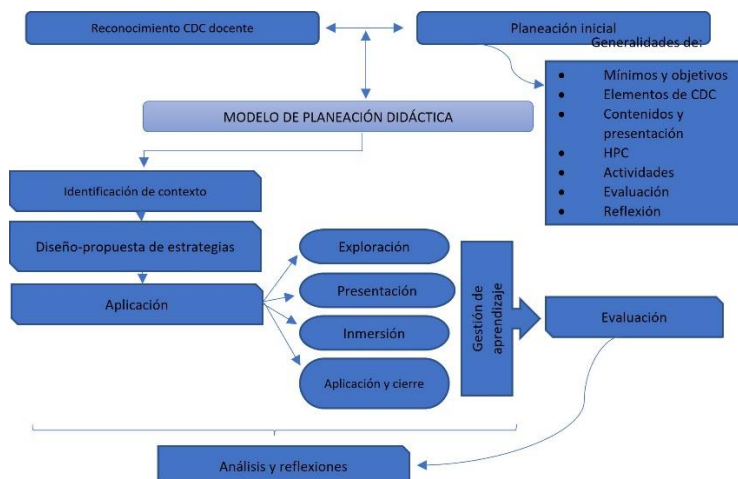 Reconocimiento CDC docente
Planeación inicial
Generalidades de:
• Mínimos y objetivos
• Elementos de CDC
• Contenidos y
presentación
• HPC
• Actividades
• Evaluación
• Reflexión
MODELO DE PLANEACIÓN DIDÁCTICA
Identificación de contexto
Diseño-propuesta de estrategias
Aplicación
Exploración
Presentación
Inmersión
Aplicación y cierre
Gestión de
aprendizaje
Evaluación
Análisis y reflexiones